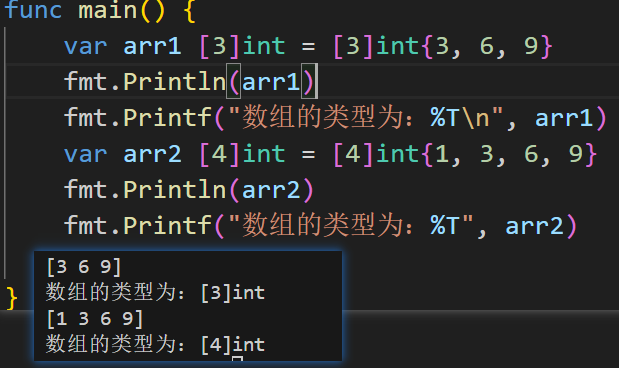 func main() {
    var arr1 [3]int = [3]int{3, 6, 9}
    fmt.Println(arr1)
    fmt.Printf("数组的类型为：%T\n", arr1)
    var arr2 [4]int = [4]int{1, 3, 6, 9}
    fmt.Println(arr2)
    fmt.Printf("数组的类型为：%T", arr2)
}
[3 6 9]
数组的类型为：[3]int
[1 3 6 9]
数组的类型为：[4]int